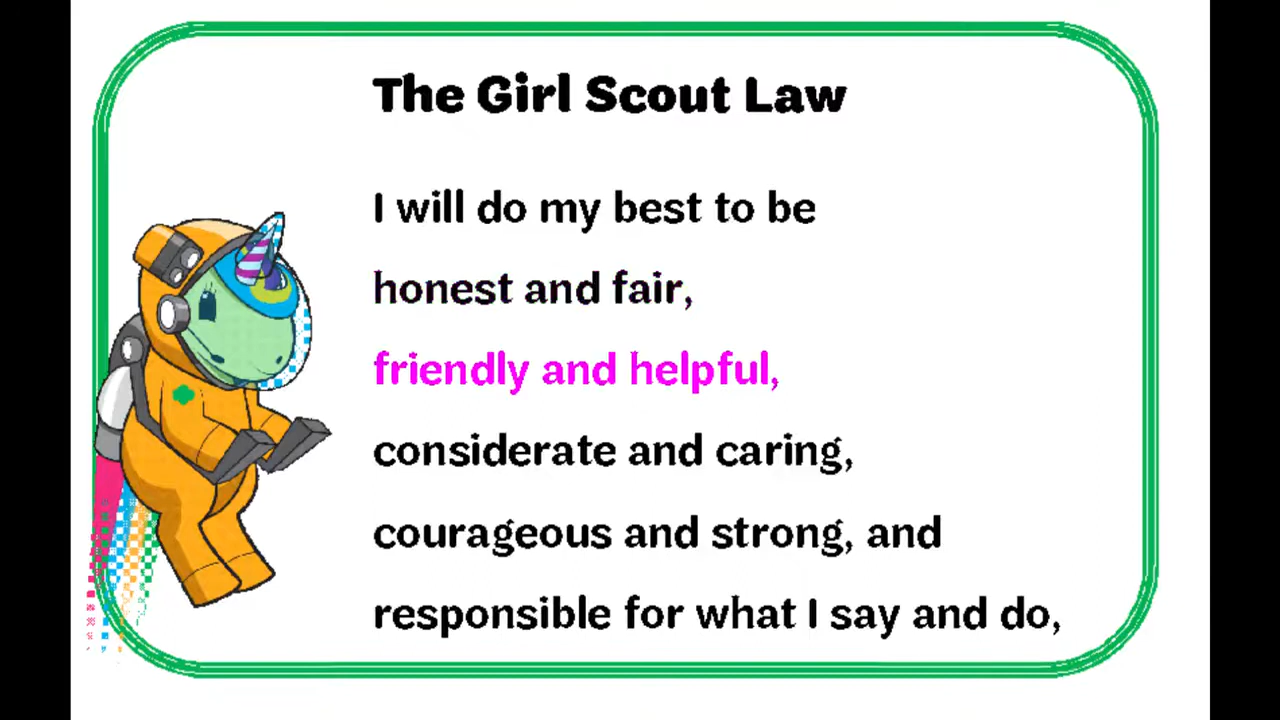 The Girl Scout Law
I will do my best to be
honest and fair,
friendly and helpful,
considerate and caring,
courageous and strong, and
responsible for what I say and do,